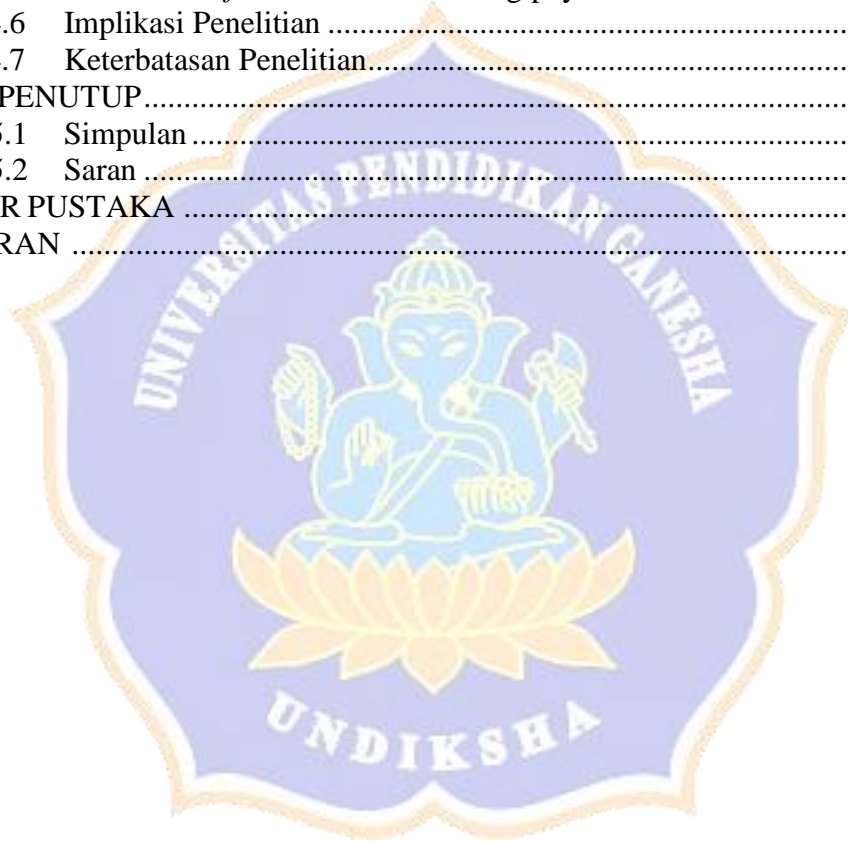 .6 Implikasi Penelitian ..........................................................................
.7 Keterbatasan Penelitian....................................................................
PENUTUP...............................................................................................
5.1 Simpulan ..........................................................................................
5.2 Saran ................................................................................................
R PUSTAKA ..........................................................................................
RAN .......................................................................................................
UNIVERSITAS PENDIDIKAN GANESHA
UNDIKSHA